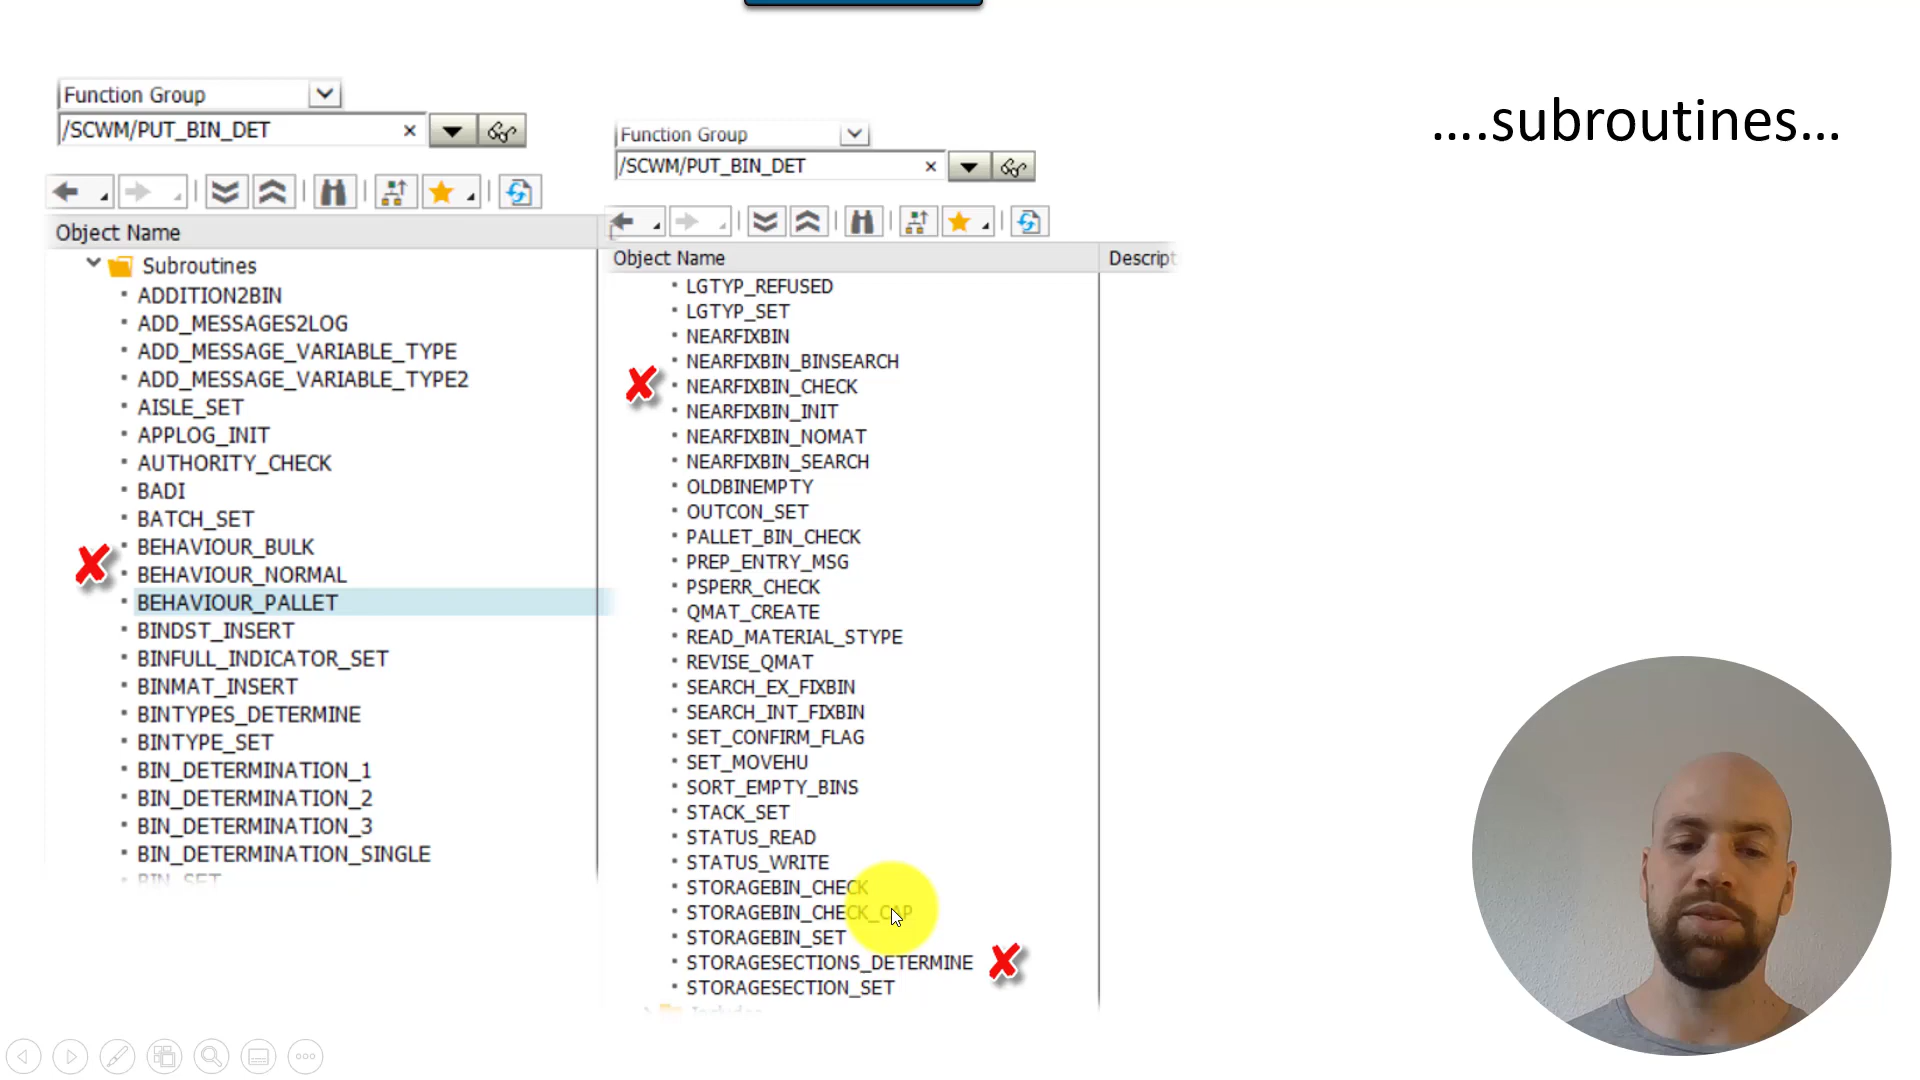 Function Group
/SCWM/PUT_BIN_DET
Object Name
Subroutines
ADDITION2BIN
ADD_MESSAGES2LOG
ADD_MESSAGE_VARIABLE_TYPE
ADD_MESSAGE_VARIABLE_TYPE2
AISLE_SET
APPLOG_INIT
AUTHORITY_CHECK
BADI
BATCH_SET
BEHAVIOUR_BULK
BEHAVIOUR_NORMAL
BEHAVIOUR_PALLET
BINDST_INSERT
BINFULL_INDICATOR_SET
BINMAT_INSERT
BINTYPES_DETERMINE
BINTYPE_SET
BIN_DETERMINATION_1
BIN_DETERMINATION_2
BIN_DETERMINATION_3
BIN_DETERMINATION_SINGLE
BIN_SET
Function Group
/SCWM/PUT_BIN_DET
Object Name Descript
LGTYP_REFUSED
LGTYP_SET
NEARFIXBIN
NEARFIXBIN_BINSEARCH
NEARFIXBIN_CHECK
NEARFIXBIN_INIT
NEARFIXBIN_NOMAT
NEARFIXBIN_SEARCH
OLDBINEMPTY
OUTCON_SET
PALLET_BIN_CHECK
PREP_ENTRY_MSG
PSPERR_CHECK
QMAT_CREATE
READ_MATERIAL_STYPE
REVISE_QMAT
SEARCH_EX_FIXBIN
SEARCH_INT_FIXBIN
SET_CONFIRM_FLAG
SET_MOVEHU
SORT_EMPTY_BINS
STACK_SET
STATUS_READ
STATUS_WRITE
STORAGEBIN_CHECK
STORAGEBIN_CHECK_CAP
STORAGEBIN_SET
STORAGESECTIONS_DETERMINE
STORAGESECTION_SET
....subroutines...